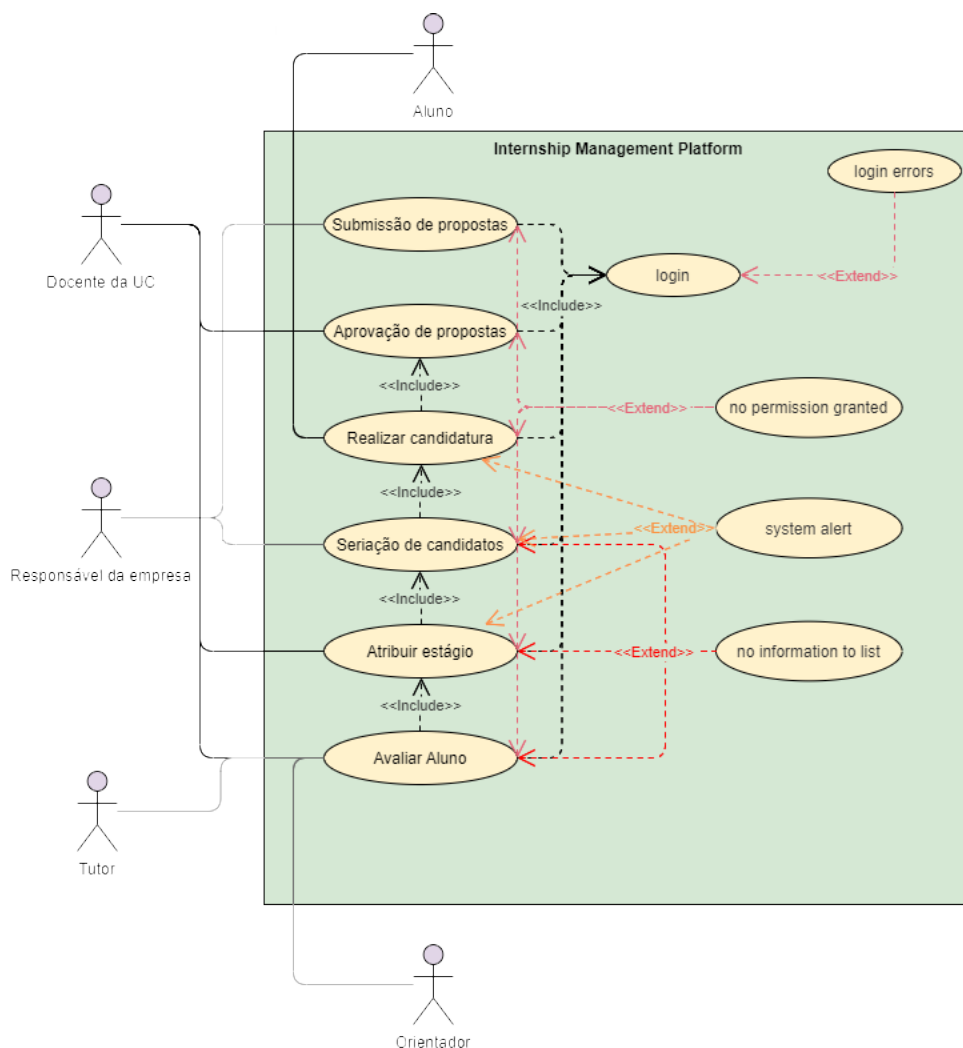 Aluno
Internship Management Platform
login errors
Submissão de propostas
Docente da UC
login
<<Extend>>
<<Include>>
Aprovação de propostas
<<Include>>
<<Extend>>
no permission granted
Realizar candidatura
<<Include>>
<<Extend>>
system alert
Seriação de candidatos
Responsável da empresa
<<Include>>
Atribuir estágio
<<Extend>>
no information to list
<<Include>>
Avaliar Aluno
Tutor
Orientador